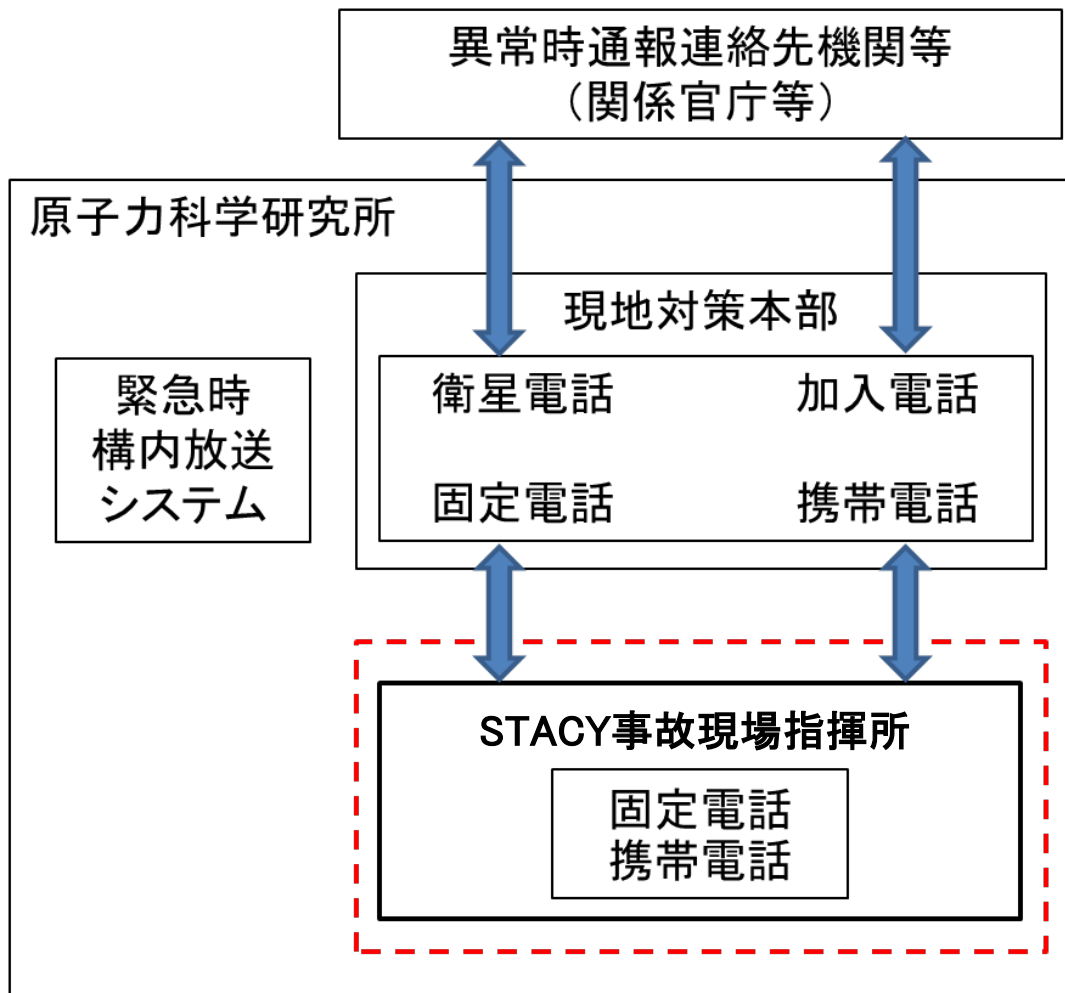 異常時通報連絡先機関等
（関係官庁等）
原子力科学研究所
現地対策本部
緊急時
構内放送
システム
衛星電話 加入電話
固定電話 携帯電話
STACY事故現場指揮所
固定電話
携帯電話